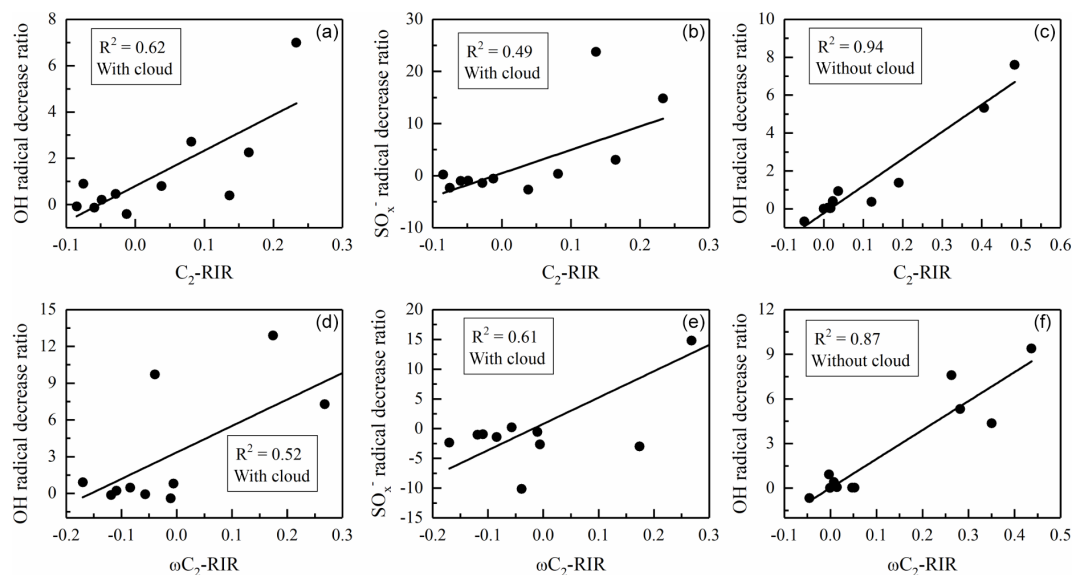 (a)
R² = 0.62
With cloud
OH radical decrease ratio
8
6
4
2
0
-0.1
0.0
0.1
0.2
0.3
C₂-RIR
(b)
R² = 0.49
With cloud
SOₓ⁻ radical decrease ratio
30
20
10
0
-10
-0.1
0.0
0.1
0.2
0.3
C₂-RIR
(c)
R² = 0.94
Without cloud
OH radical decerase ratio
10
8
6
4
2
0
-0.1
0.0
0.1
0.2
0.3
0.4
0.5
0.6
C₂-RIR
(d)
R² = 0.52
With cloud
OH radical decrease ratio
15
12
9
6
3
0
-0.2
-0.1
0.0
0.1
0.2
0.3
ωC₂-RIR
(e)
R² = 0.61
With cloud
SOₓ⁻ radical decrease ratio
20
15
10
5
0
-5
-10
-15
-0.2
-0.1
0.0
0.1
0.2
0.3
ωC₂-RIR
(f)
R² = 0.87
Without cloud
OH radical decrease ratio
12
9
6
3
0
-0.1
0.0
0.1
0.2
0.3
0.4
0.5
ωC₂-RIR